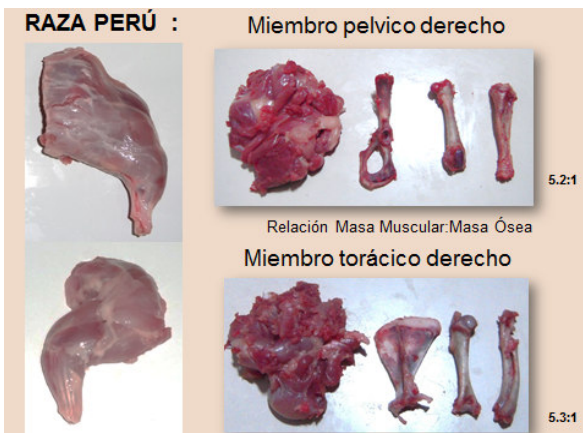 RAZA PERÚ :
Miembro pelvico derecho
5.2:1
Relación Masa Muscular:Masa Ósea
Miembro torácico derecho
5.3:1